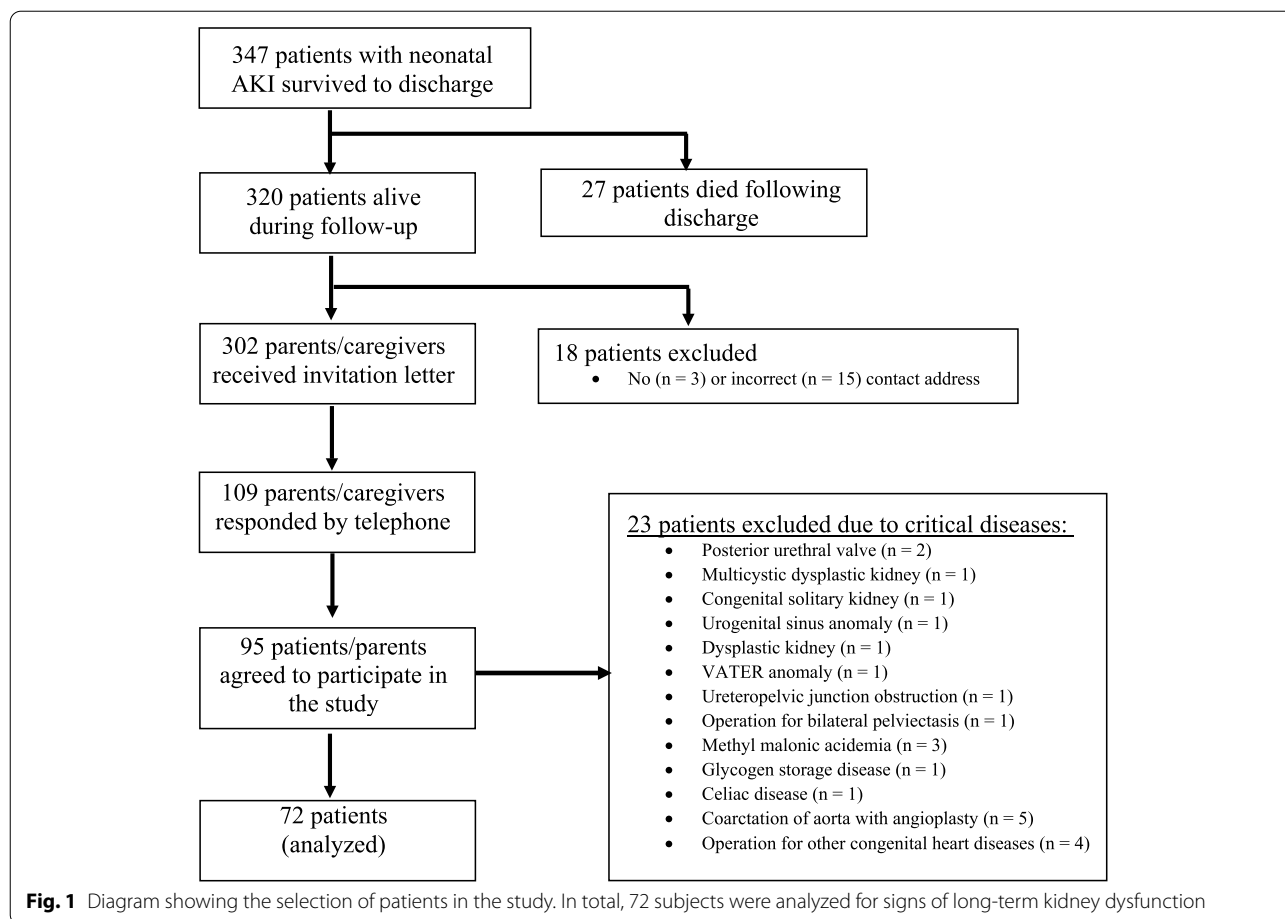 347 patients with neonatal
AKI survived to discharge
320 patients alive
during follow-up
27 patients died following
discharge
302 parents/caregivers
received invitation letter
18 patients excluded
• No (n = 3) or incorrect (n = 15) contact address
109 parents/caregivers
responded by telephone
95 patients/parents
agreed to participate in
the study
23 patients excluded due to critical diseases:
• Posterior urethral valve (n = 2)
• Multicystic dysplastic kidney (n = 1)
• Congenital solitary kidney (n = 1)
• Urogenital sinus anomaly (n = 1)
• Dysplastic kidney (n = 1)
• VATER anomaly (n = 1)
• Ureteropelvic junction obstruction (n = 1)
• Operation for bilateral pelviectasis (n = 1)
• Methyl malonic acidemia (n = 3)
• Glycogen storage disease (n = 1)
• Celiac disease (n = 1)
• Coarctation of aorta with angioplasty (n = 5)
• Operation for other congenital heart diseases (n = 4)
72 patients
(analyzed)
Fig. 1 Diagram showing the selection of patients in the study. In total, 72 subjects were analyzed for signs of long-term kidney dysfunction